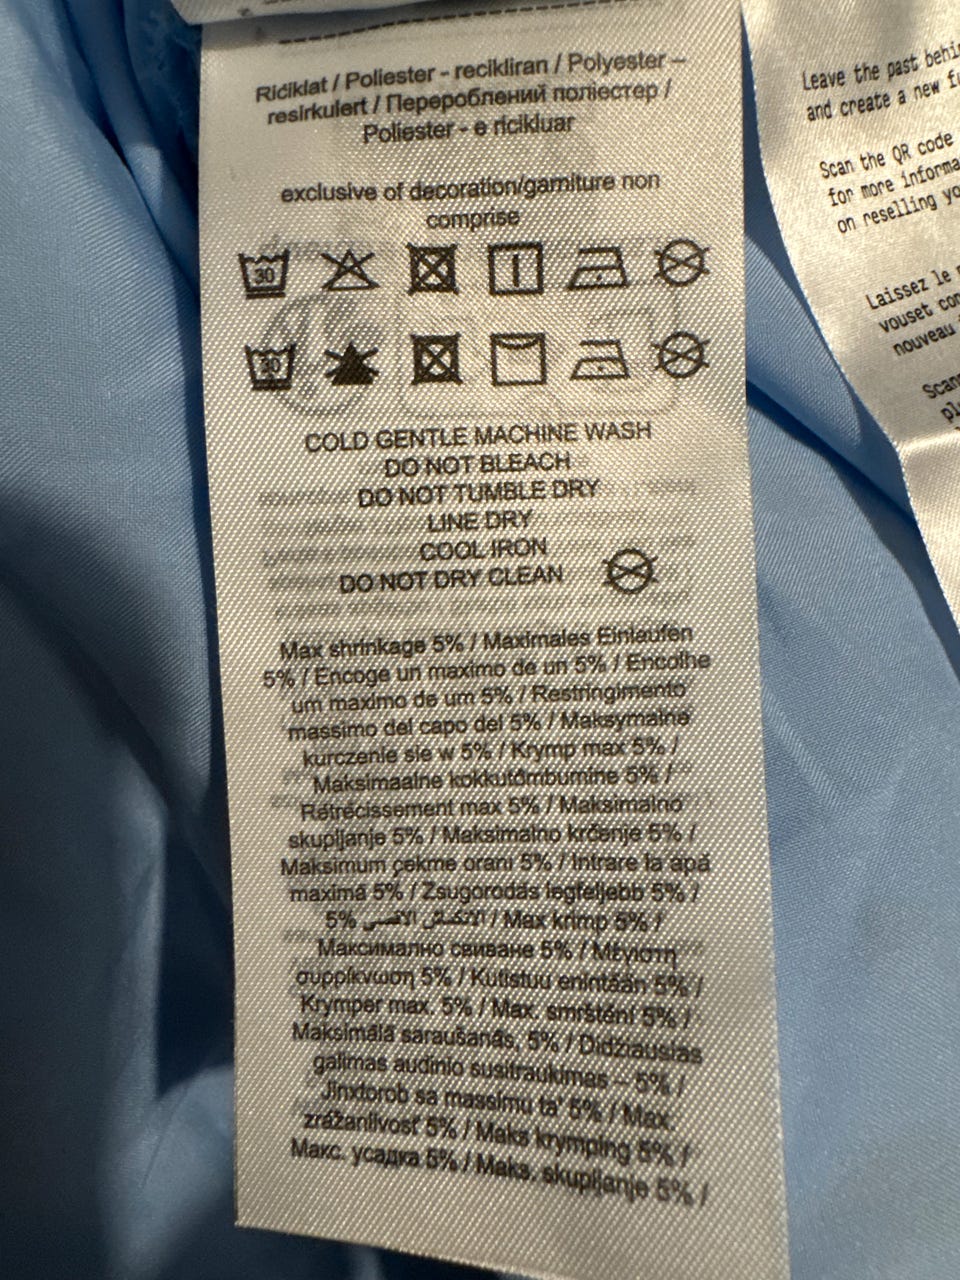 Riċiklat / Poliester - recikliran / Polyester –
resirkulert / Перероблений поліестер /
Poliester - e ricikluar
exclusive of decoration/garniture non
comprise
30
30
COLD GENTLE MACHINE WASH
DO NOT BLEACH
DO NOT TUMBLE DRY
LINE DRY
COOL IRON
DO NOT DRY CLEAN
Max shrinkage 5% / Maximales Einlaufen
5% / Encoge un maximo de un 5% / Encolhe
um maximo de um 5% / Restringimento
massimo del capo del 5% / Maksymalne
kurczenie sie w 5% / Krymp max 5% /
Maksimaalne kokkutõmbumine 5% /
Rétrécissement max 5% / Maksimalno
skupljanje 5% / Maksimalno krčenje 5% /
Maksimum çekme oranı 5% / Intrare la apă
maximă 5% / Zsugorodás legfeljebb 5% /
5% الانكماش الأقصى / Max krimp 5% /
Максимално свиване 5% / Μέγιστη
συρρίκνωση 5% / Kutistuu enintään 5% /
Krymper max. 5% / Max. smrštění 5% /
Maksimālā saraušanās, 5% / Didžiausias
galimas audinio susitraukimas – 5% /
Jinxtorob sa massimu ta' 5% / Max.
zrážanlivosť 5% / Maks krymping 5% /
Макс. усадка 5% / Maks. skupljanje 5% /
Leave the past behi
and create a new f
Scan the QR code
for more informa
on reselling yo
Laissez le
vouset co
nouveau
Scan